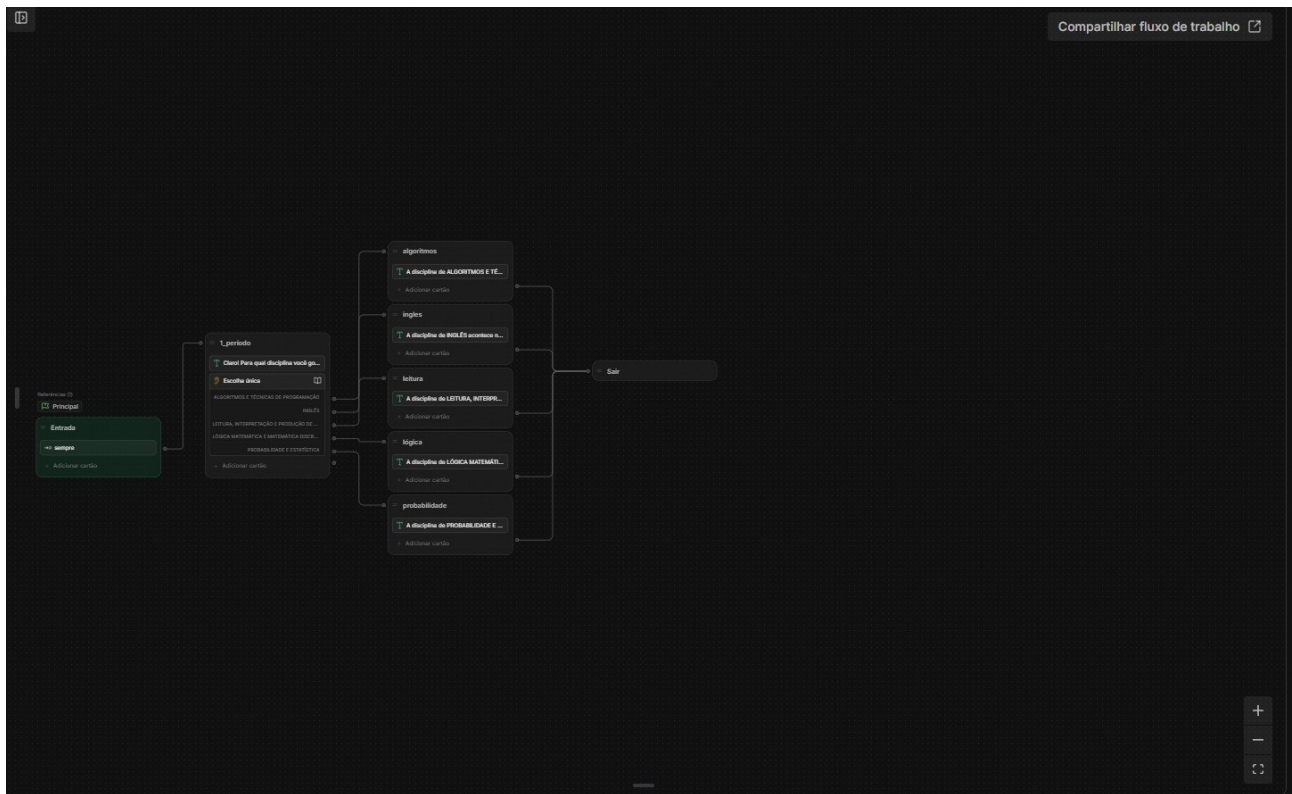 Compartilhar fluxo de trabalho
Referências (1)
Principal
Entrada
sempre
+ Adicionar cartão
1_período
Claro! Para qual disciplina você go...
Escolha única
ALGORITMOS E TÉCNICAS DE PROGRAMAÇÃO
INGLÊS
LEITURA, INTERPRETAÇÃO E PRODUÇÃO DE ...
LÓGICA MATEMÁTICA E MATEMÁTICA DISCR...
PROBABILIDADE E ESTATÍSTICA
+ Adicionar cartão
algoritmos
A disciplina de ALGORITMOS E TÉ...
+ Adicionar cartão
ingles
A disciplina de INGLÊS acontece n...
+ Adicionar cartão
leitura
A disciplina de LEITURA, INTERPR...
+ Adicionar cartão
lógica
A disciplina de LÓGICA MATEMÁTI...
+ Adicionar cartão
probabilidade
A disciplina de PROBABILIDADE E ...
+ Adicionar cartão
Sair